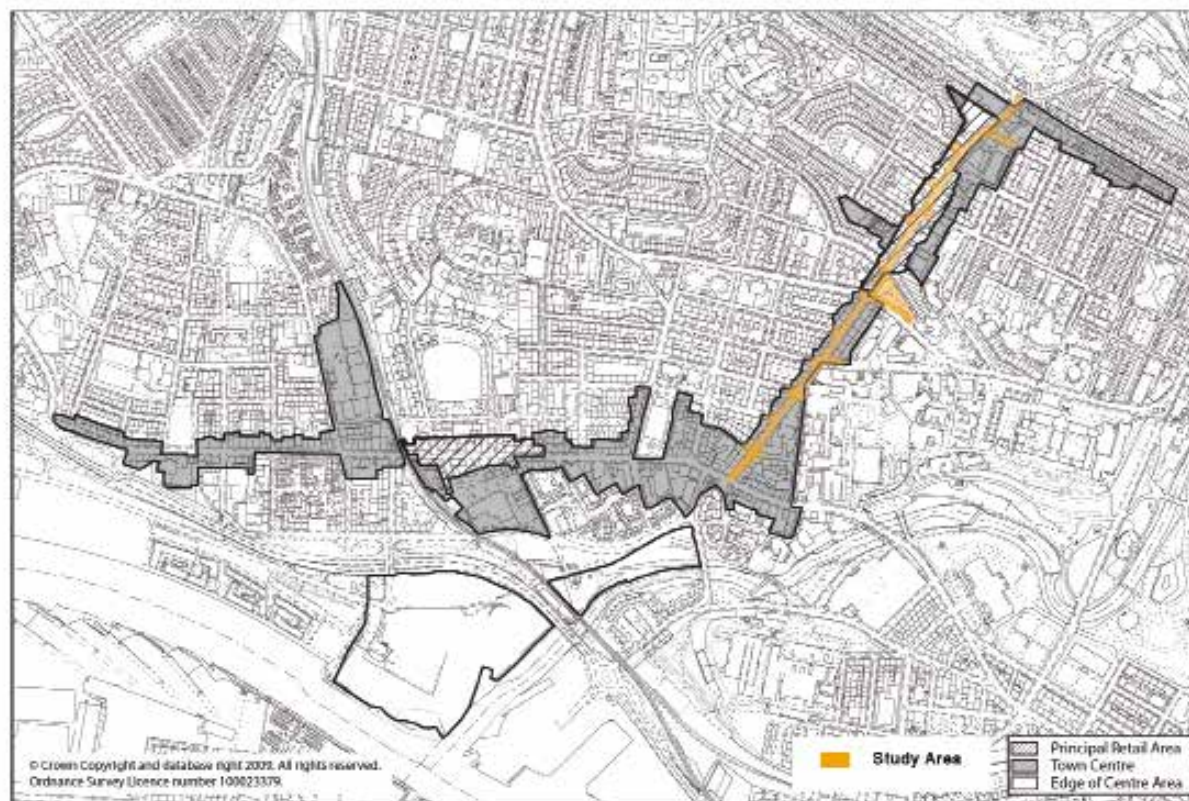 © Crown Copyright and database right 2009. All rights reserved.
Ordnance Survey Licence number 100023379.
Study Area
Principal Retail Area
Town Centre
Edge of Centre Area